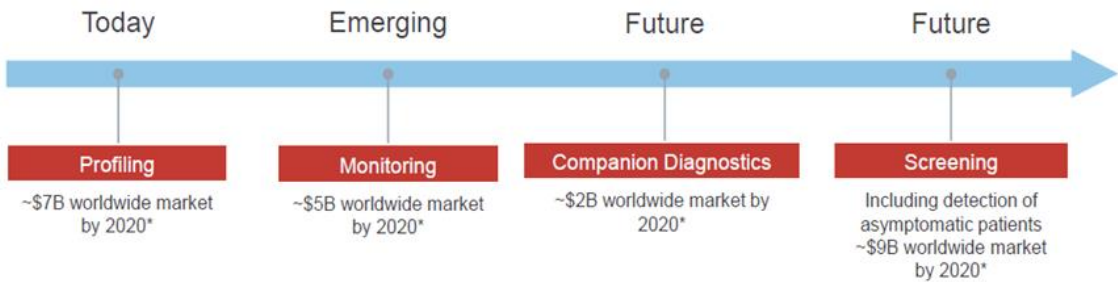 Today
Emerging
Future
Future
Profiling
~$7B worldwide market
by 2020*
Monitoring
~$5B worldwide market
by 2020*
Companion Diagnostics
~$2B worldwide market by
2020*
Screening
Including detection of
asymptomatic patients
~$9B worldwide market
by 2020*